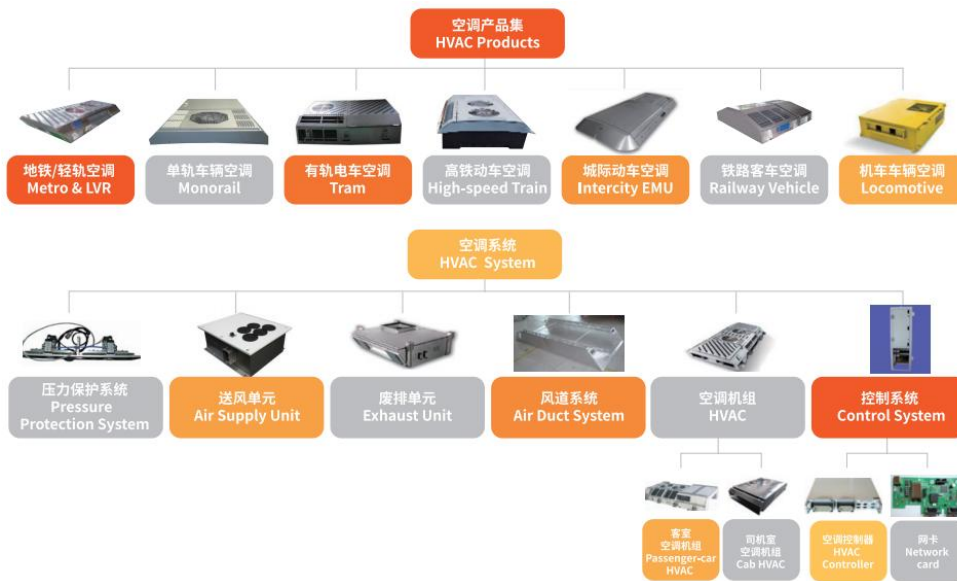 空调产品集
HVAC Products
地铁/轻轨空调
Metro & LVR
单轨车辆空调
Monorail
有轨电车空调
Tram
高铁动车空调
High-speed Train
城际动车空调
Intercity EMU
铁路客车空调
Railway Vehicle
机车车辆空调
Locomotive
空调系统
HVAC System
压力保护系统
Pressure
Protection System
送风单元
Air Supply Unit
废排单元
Exhaust Unit
风道系统
Air Duct System
空调机组
HVAC
控制系统
Control System
客室
空调机组
Passenger-car
HVAC
司机室
空调机组
Cab HVAC
空调控制器
HVAC
Controller
网卡
Network
card